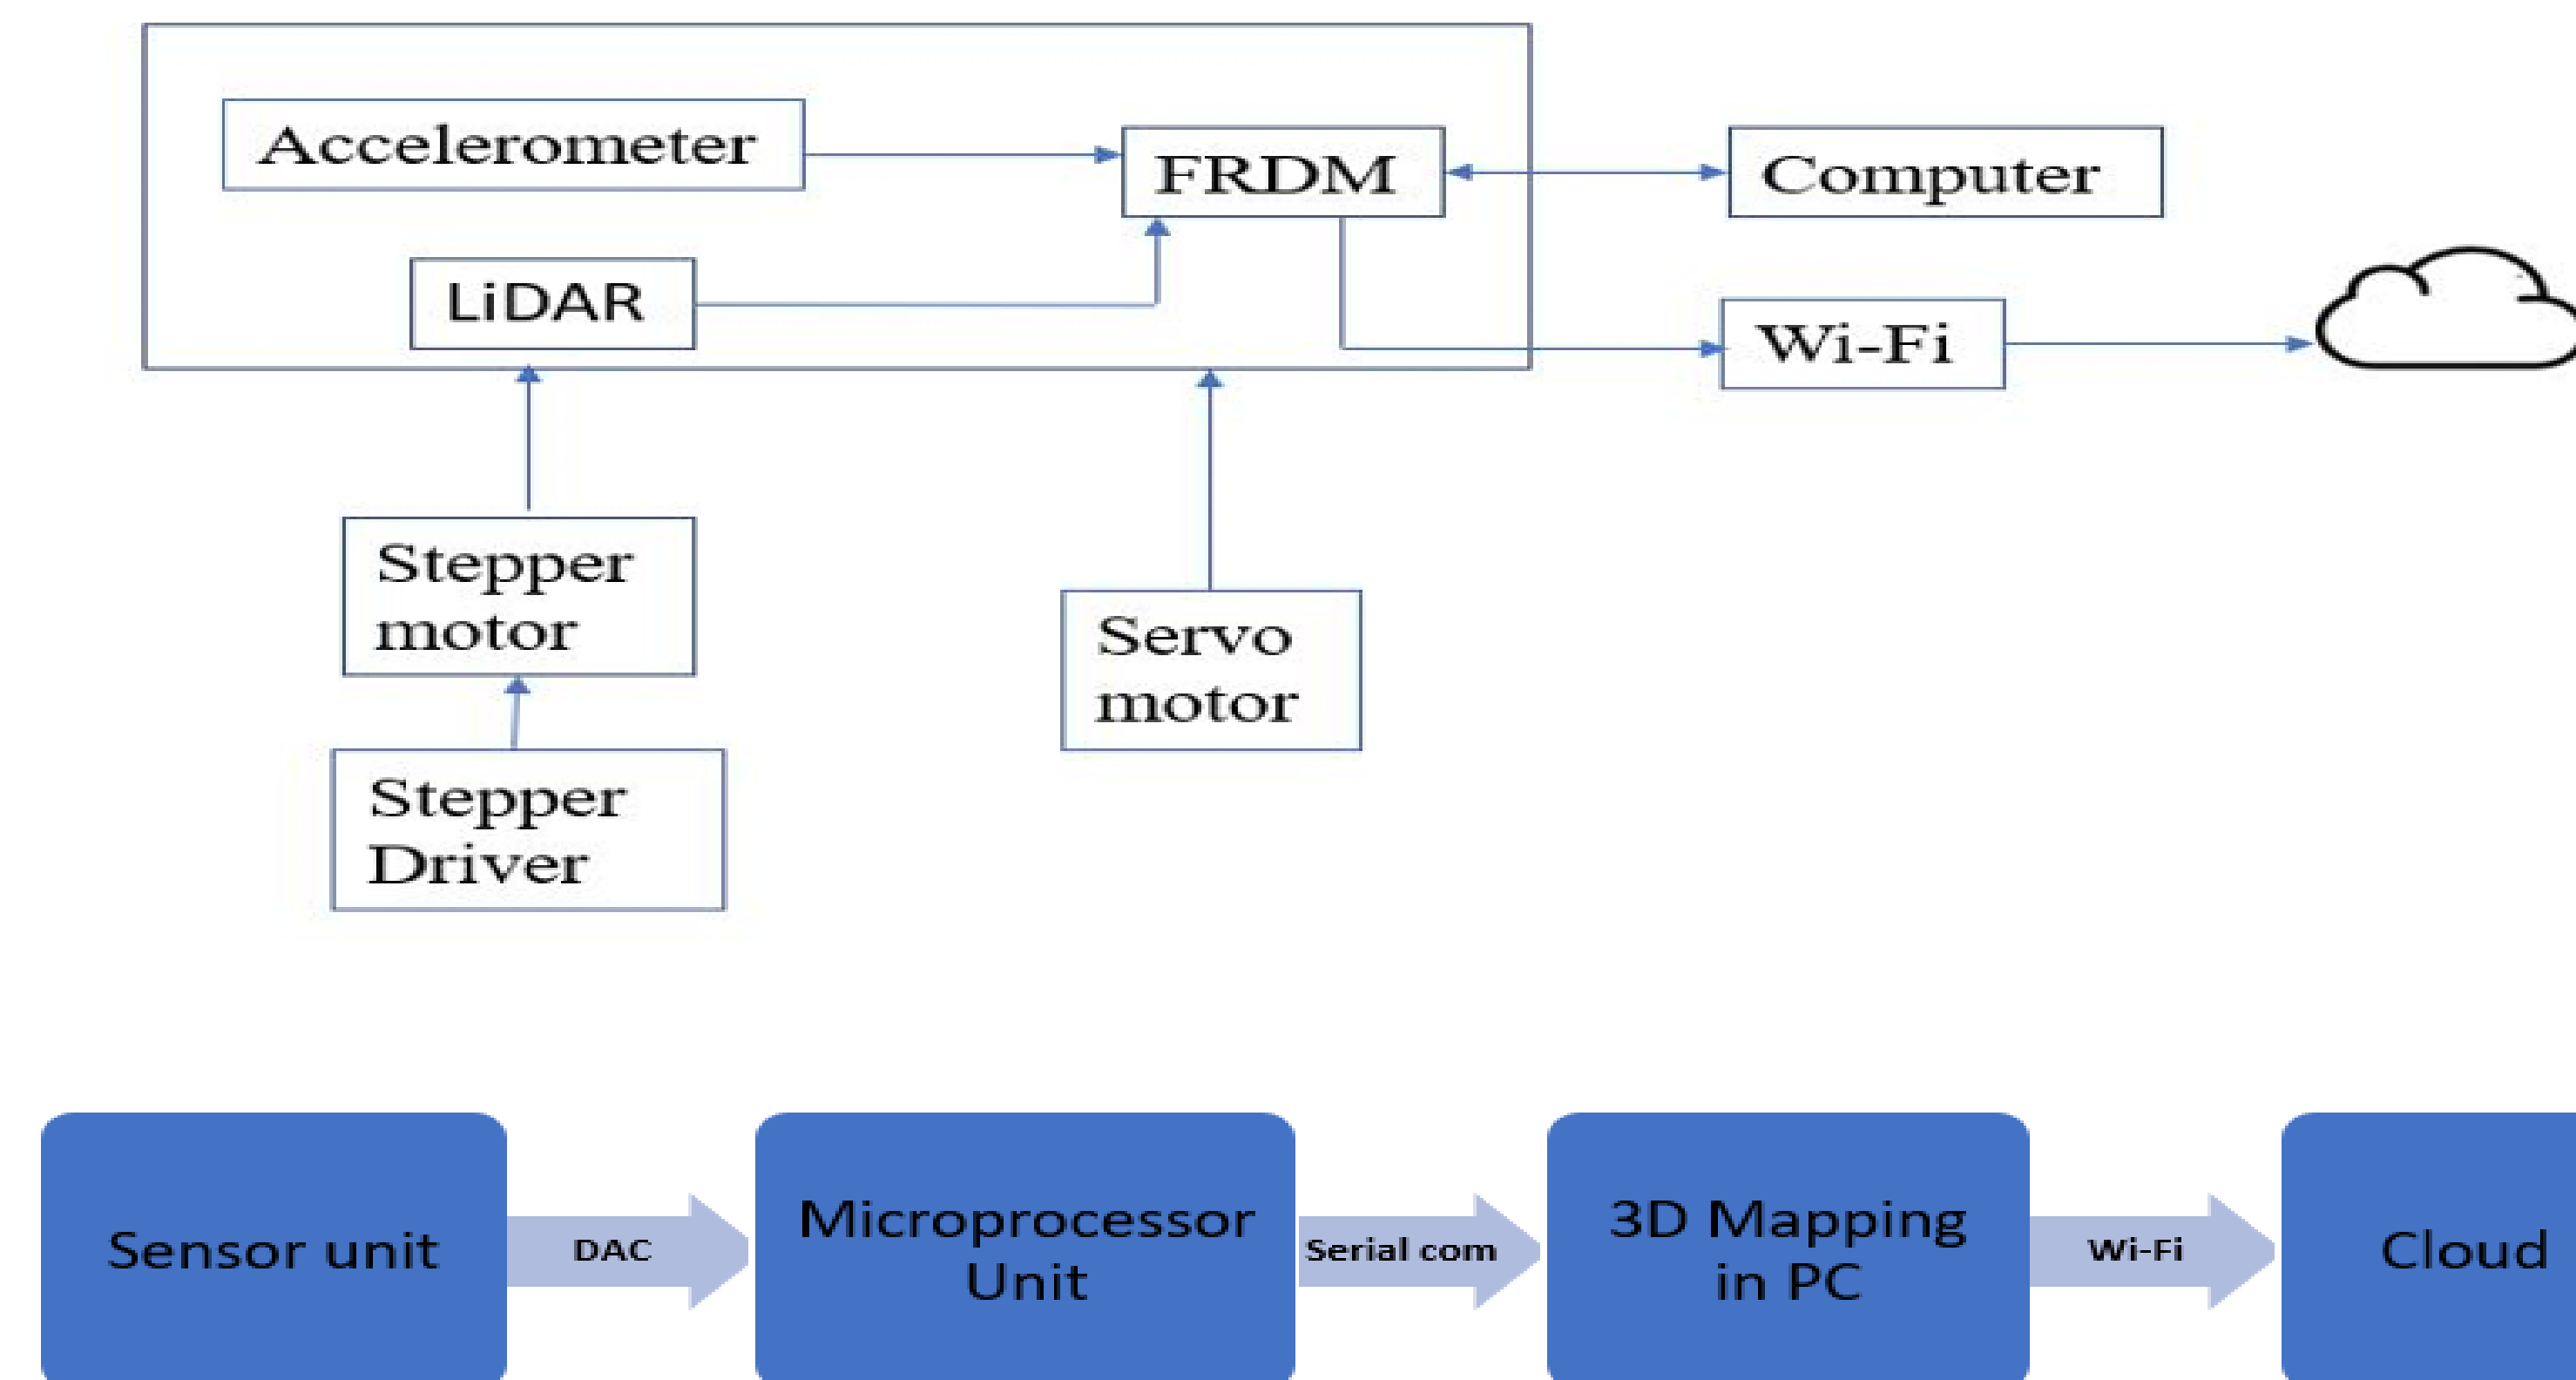 Accelerometer
FRDM
Computer
LiDAR
Wi-Fi
Stepper
motor
Servo
motor
Stepper
Driver
Sensor unit
DAC
Microprocessor
Unit
Serial com
3D Mapping
in PC
Wi-Fi
Cloud